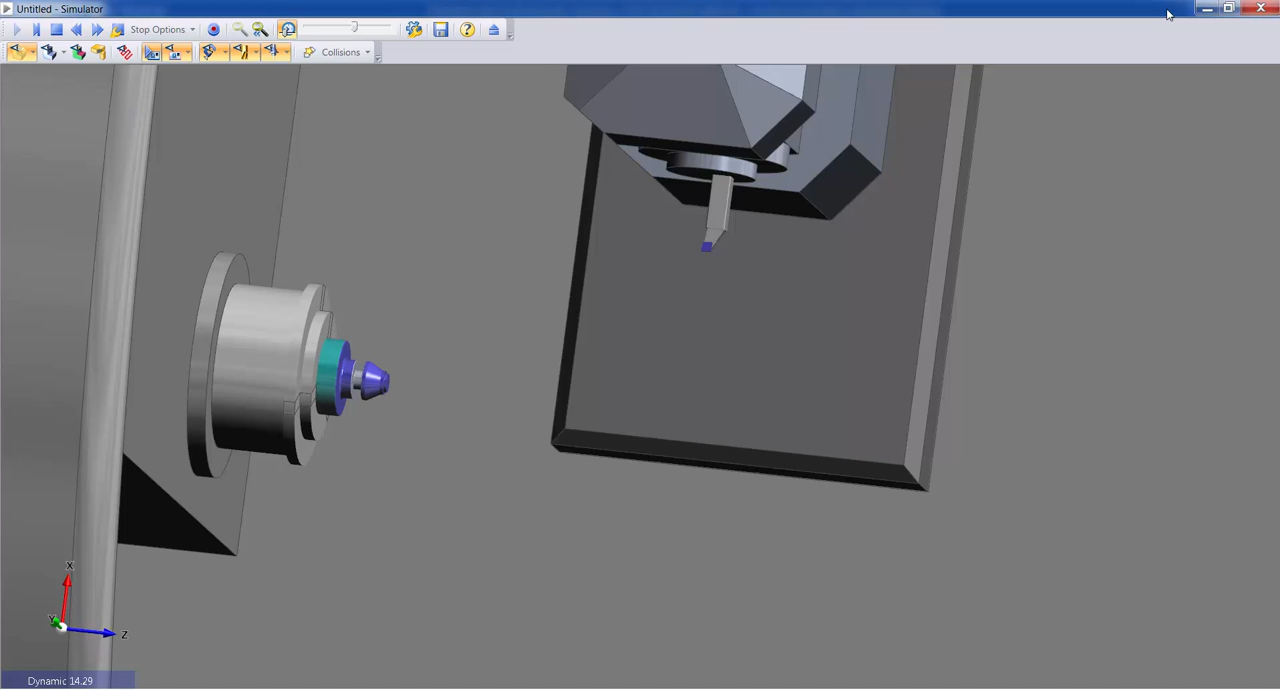 Untitled - Simulator
Stop Options
Collisions
X
Y
Z
Dynamic 14.29